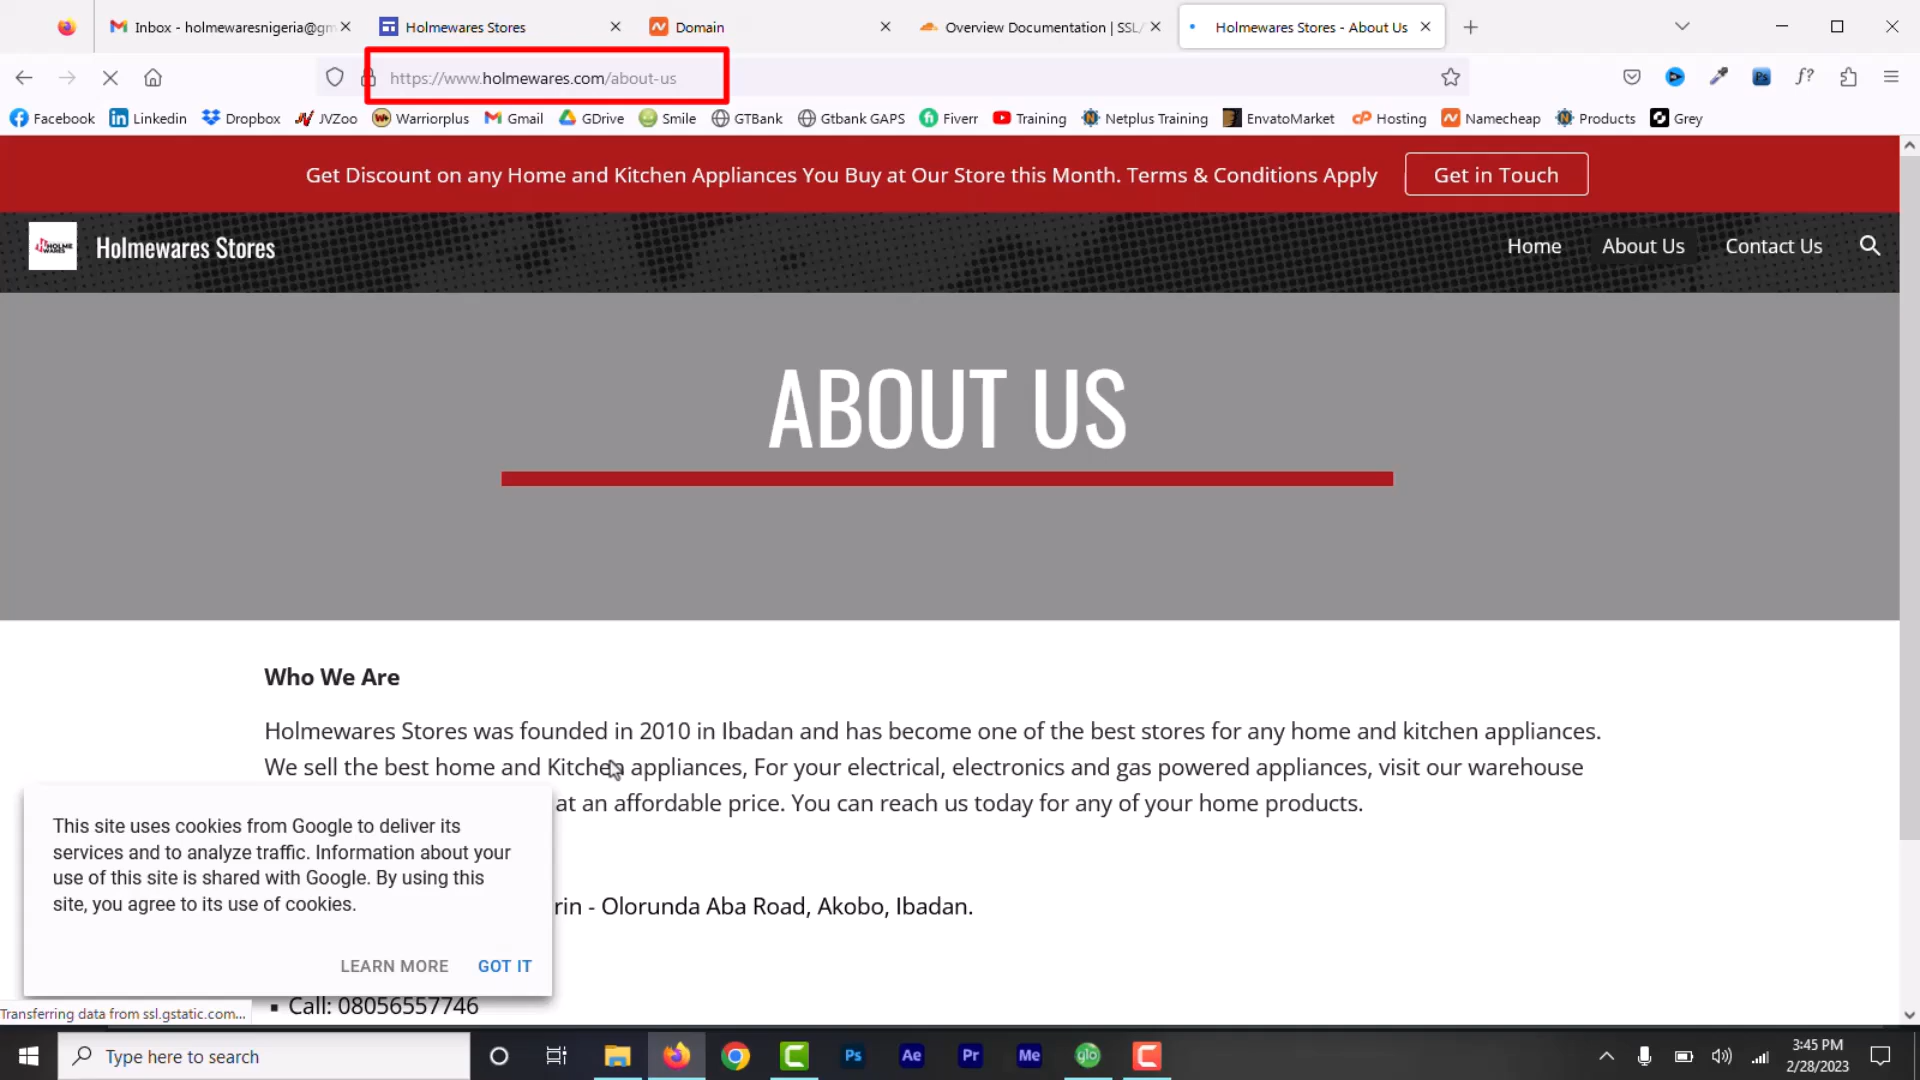 Inbox - holmewaresnigeria@gm
Holmewares Stores
Domain
Overview Documentation | SSL/
Holmewares Stores - About Us
https://www.holmewares.com/about-us
Facebook
Linkedin
Dropbox
JVZoo
Warriorplus
Gmail
GDrive
Smile
GTBank
Gtbank GAPS
Fiverr
Training
Netplus Training
EnvatoMarket
Hosting
Namecheap
Products
Grey
Get Discount on any Home and Kitchen Appliances You Buy at Our Store this Month. Terms & Conditions Apply
Get in Touch
HOLME
WARES
Holmewares Stores
Home
About Us
Contact Us
ABOUT US
Who We Are
Holmewares Stores was founded in 2010 in Ibadan and has become one of the best stores for any home and kitchen appliances.
We sell the best home and Kitchen appliances, For your electrical, electronics and gas powered appliances, visit our warehouse
at an affordable price. You can reach us today for any of your home products.
rin - Olorunda Aba Road, Akobo, Ibadan.
This site uses cookies from Google to deliver its
services and to analyze traffic. Information about your
use of this site is shared with Google. By using this
site, you agree to its use of cookies.
LEARN MORE
GOT IT
▪ Call: 08056557746
Transferring data from ssl.gstatic.com...
Type here to search
Ps
Ae
Pr
Me
glo
3:45 PM
2/28/2023